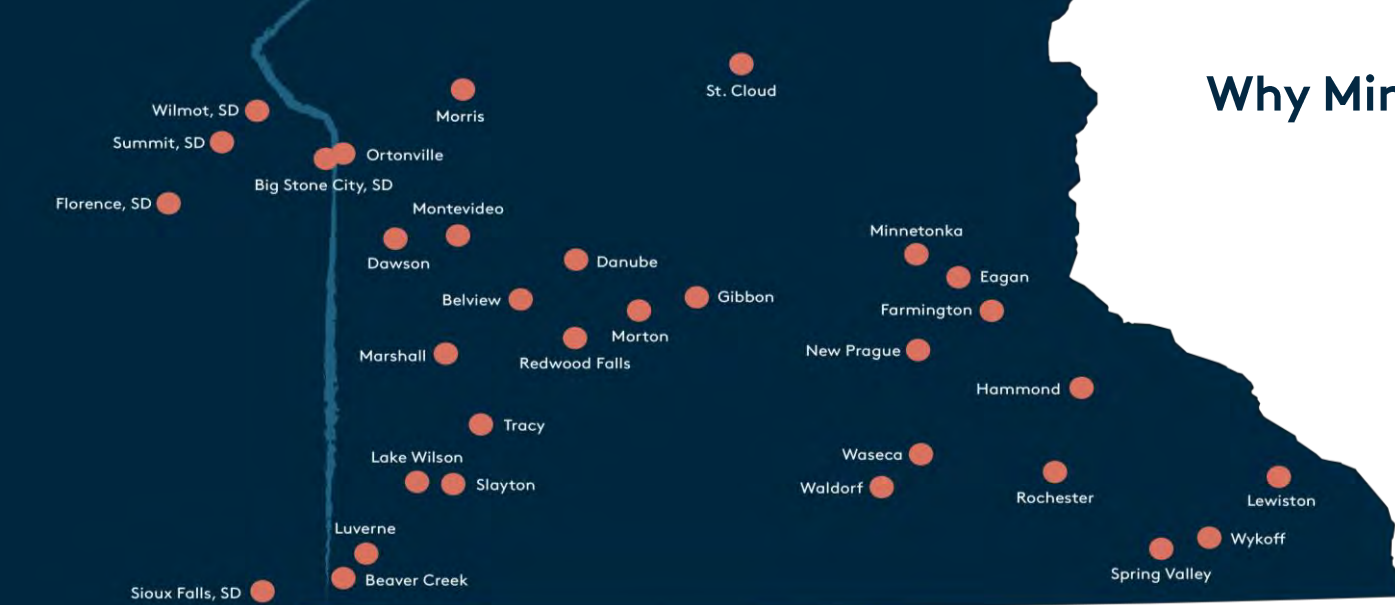 St. Cloud
Why Mir
Wilmot, SD
Morris
Summit, SD
Ortonville
Big Stone City, SD
Florence, SD
Montevideo
Minnetonka
Dawson
Danube
Eagan
Belview
Gibbon
Farmington
Morton
New Prague
Marshall
Redwood Falls
Hammond
Tracy
Lake Wilson
Waseca
Slayton
Waldorf
Rochester
Lewiston
Luverne
Wykoff
Spring Valley
Beaver Creek
Sioux Falls, SD